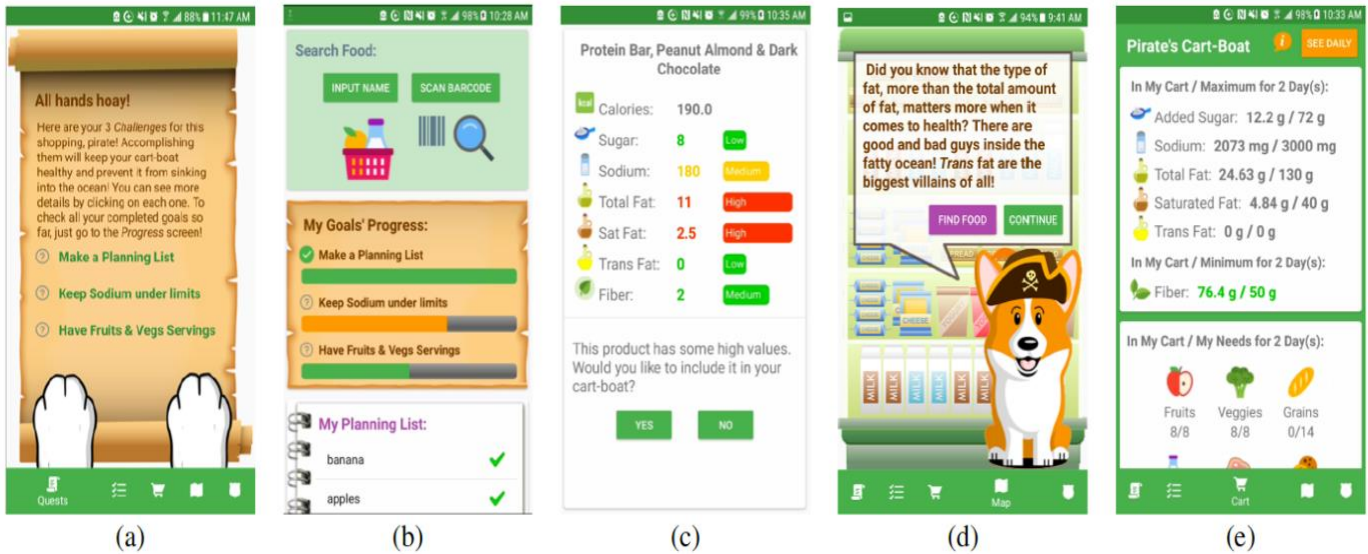 88% 11:47 AM
All hands hoay!
Here are your 3 Challenges for this
shopping, pirate! Accomplishing
them will keep your cart-boat
healthy and prevent it from sinking
into the ocean! You can see more
details by clicking on each one. To
check all your completed goals so
far, just go to the Progress screen!
? Make a Planning List
? Keep Sodium under limits
? Have Fruits & Vegs Servings
Quests
(a)
98% 10:28 AM
Search Food:
INPUT NAME
SCAN BARCODE
My Goals' Progress:
Make a Planning List
? Keep Sodium under limits
? Have Fruits & Vegs Servings
My Planning List:
banana
apples
(b)
99% 10:35 AM
Protein Bar, Peanut Almond & Dark
Chocolate
kcal Calories: 190.0
Sugar: 8 Low
Sodium: 180 Medium
Total Fat: 11 High
Sat Fat: 2.5 High
Trans Fat: 0 Low
Fiber: 2 Medium
This product has some high values.
Would you like to include it in your
cart-boat?
YES
NO
(c)
94% 9:41 AM
Did you know that the type of
fat, more than the total amount
of fat, matters more when it
comes to health? There are
good and bad guys inside the
fatty ocean! Trans fat are the
biggest villains of all!
FIND FOOD
CONTINUE
CHEESE
MILK
MILK
MILK
MILK
MILK
Map
(d)
98% 10:33 AM
Pirate's Cart-Boat
i
SEE DAILY
In My Cart / Maximum for 2 Day(s):
Added Sugar: 12.2 g / 72 g
Sodium: 2073 mg / 3000 mg
Total Fat: 24.63 g / 130 g
Saturated Fat: 4.84 g / 40 g
Trans Fat: 0 g / 0 g
In My Cart / Minimum for 2 Day(s):
Fiber: 76.4 g / 50 g
In My Cart / My Needs for 2 Day(s):
Fruits Veggies Grains
8/8 8/8 0/14
Cart
(e)